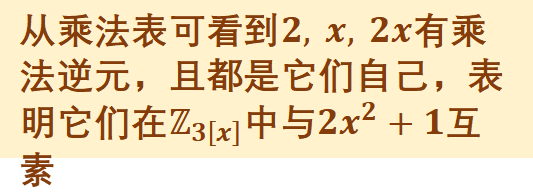 从乘法表可看到2, x, 2x有乘
法逆元，且都是它们自己，表
明它们在ℤ₃[x]中与2x² + 1互
素